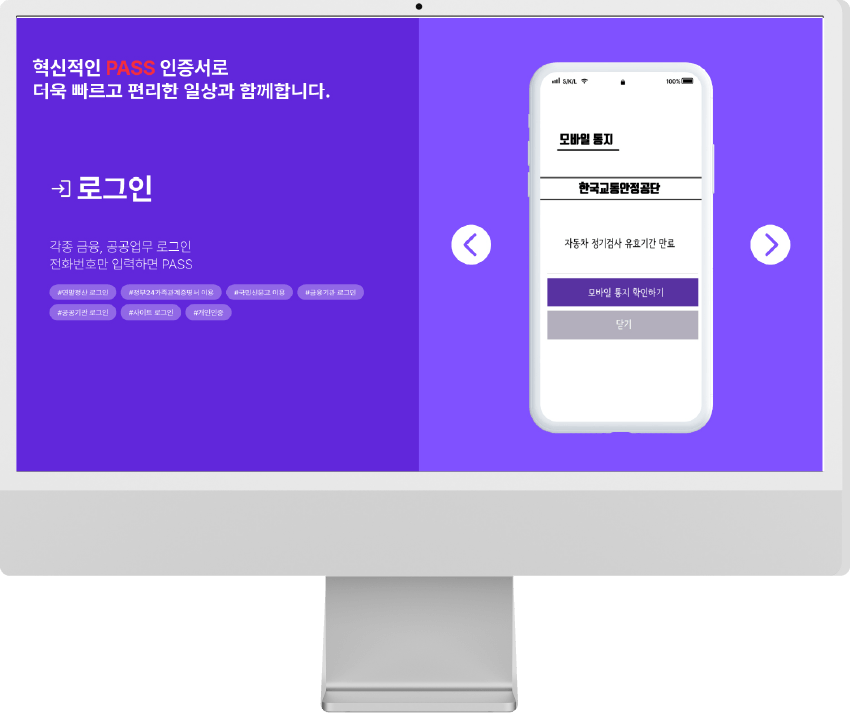 혁신적인 PASS 인증서로
더욱 빠르고 편리한 일상과 함께합니다.
로그인
각종 금융, 공공업무 로그인
전화번호만 입력하면 PASS
#연말정산 로그인 #정부24가족관계증명서 이용 #국민신문고 이용 #금융기관 로그인
#공공기관 로그인 #사이트 로그인 #개인인증
S/K/L 100%
모바일 통지
한국교통안정공단
자동차 정기검사 유효기간 만료
모바일 통지 확인하기
닫기